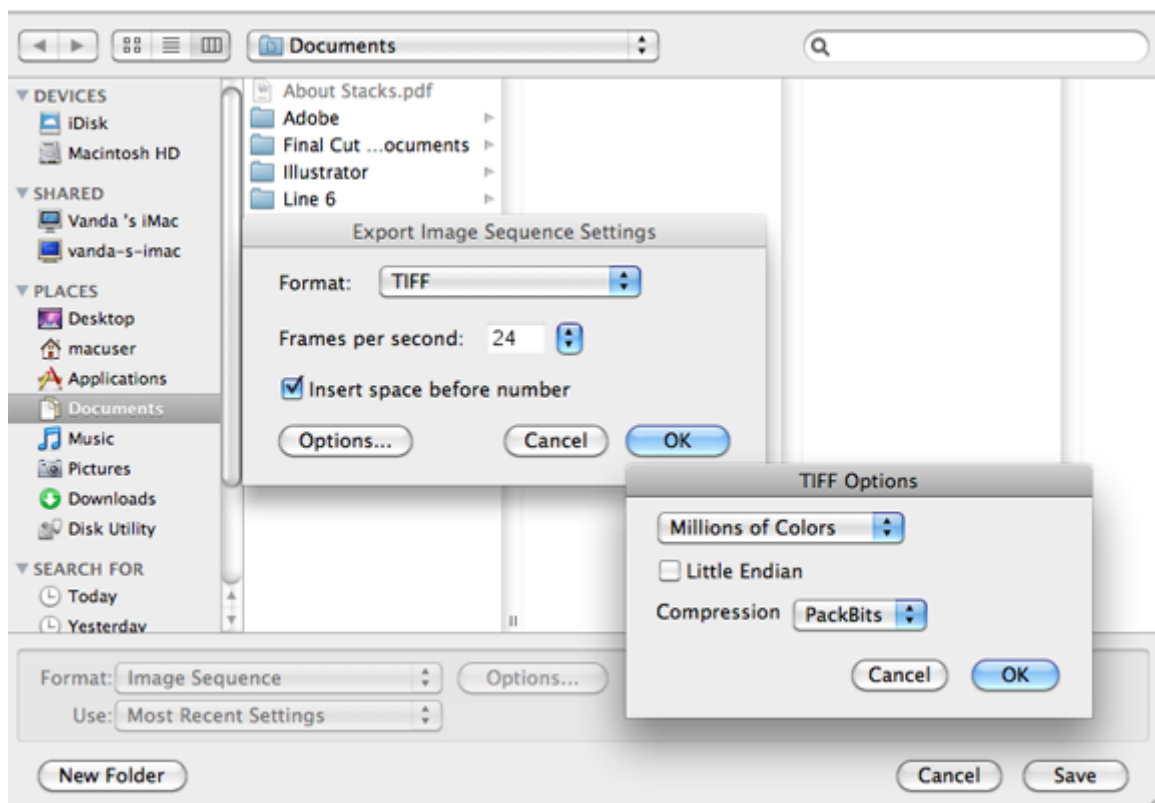 Documents
DEVICES
iDisk
Macintosh HD
SHARED
Vanda 's iMac
vanda-s-imac
PLACES
Desktop
macuser
Applications
Documents
Music
Pictures
Downloads
Disk Utility
SEARCH FOR
Today
Yesterday
About Stacks.pdf
Adobe
Final Cut ...ocuments
Illustrator
Line 6
Export Image Sequence Settings
Format: TIFF
Frames per second: 24
Insert space before number
Options... Cancel OK
TIFF Options
Millions of Colors
Little Endian
Compression PackBits
Cancel OK
Format: Image Sequence Options...
Use: Most Recent Settings
New Folder Cancel Save